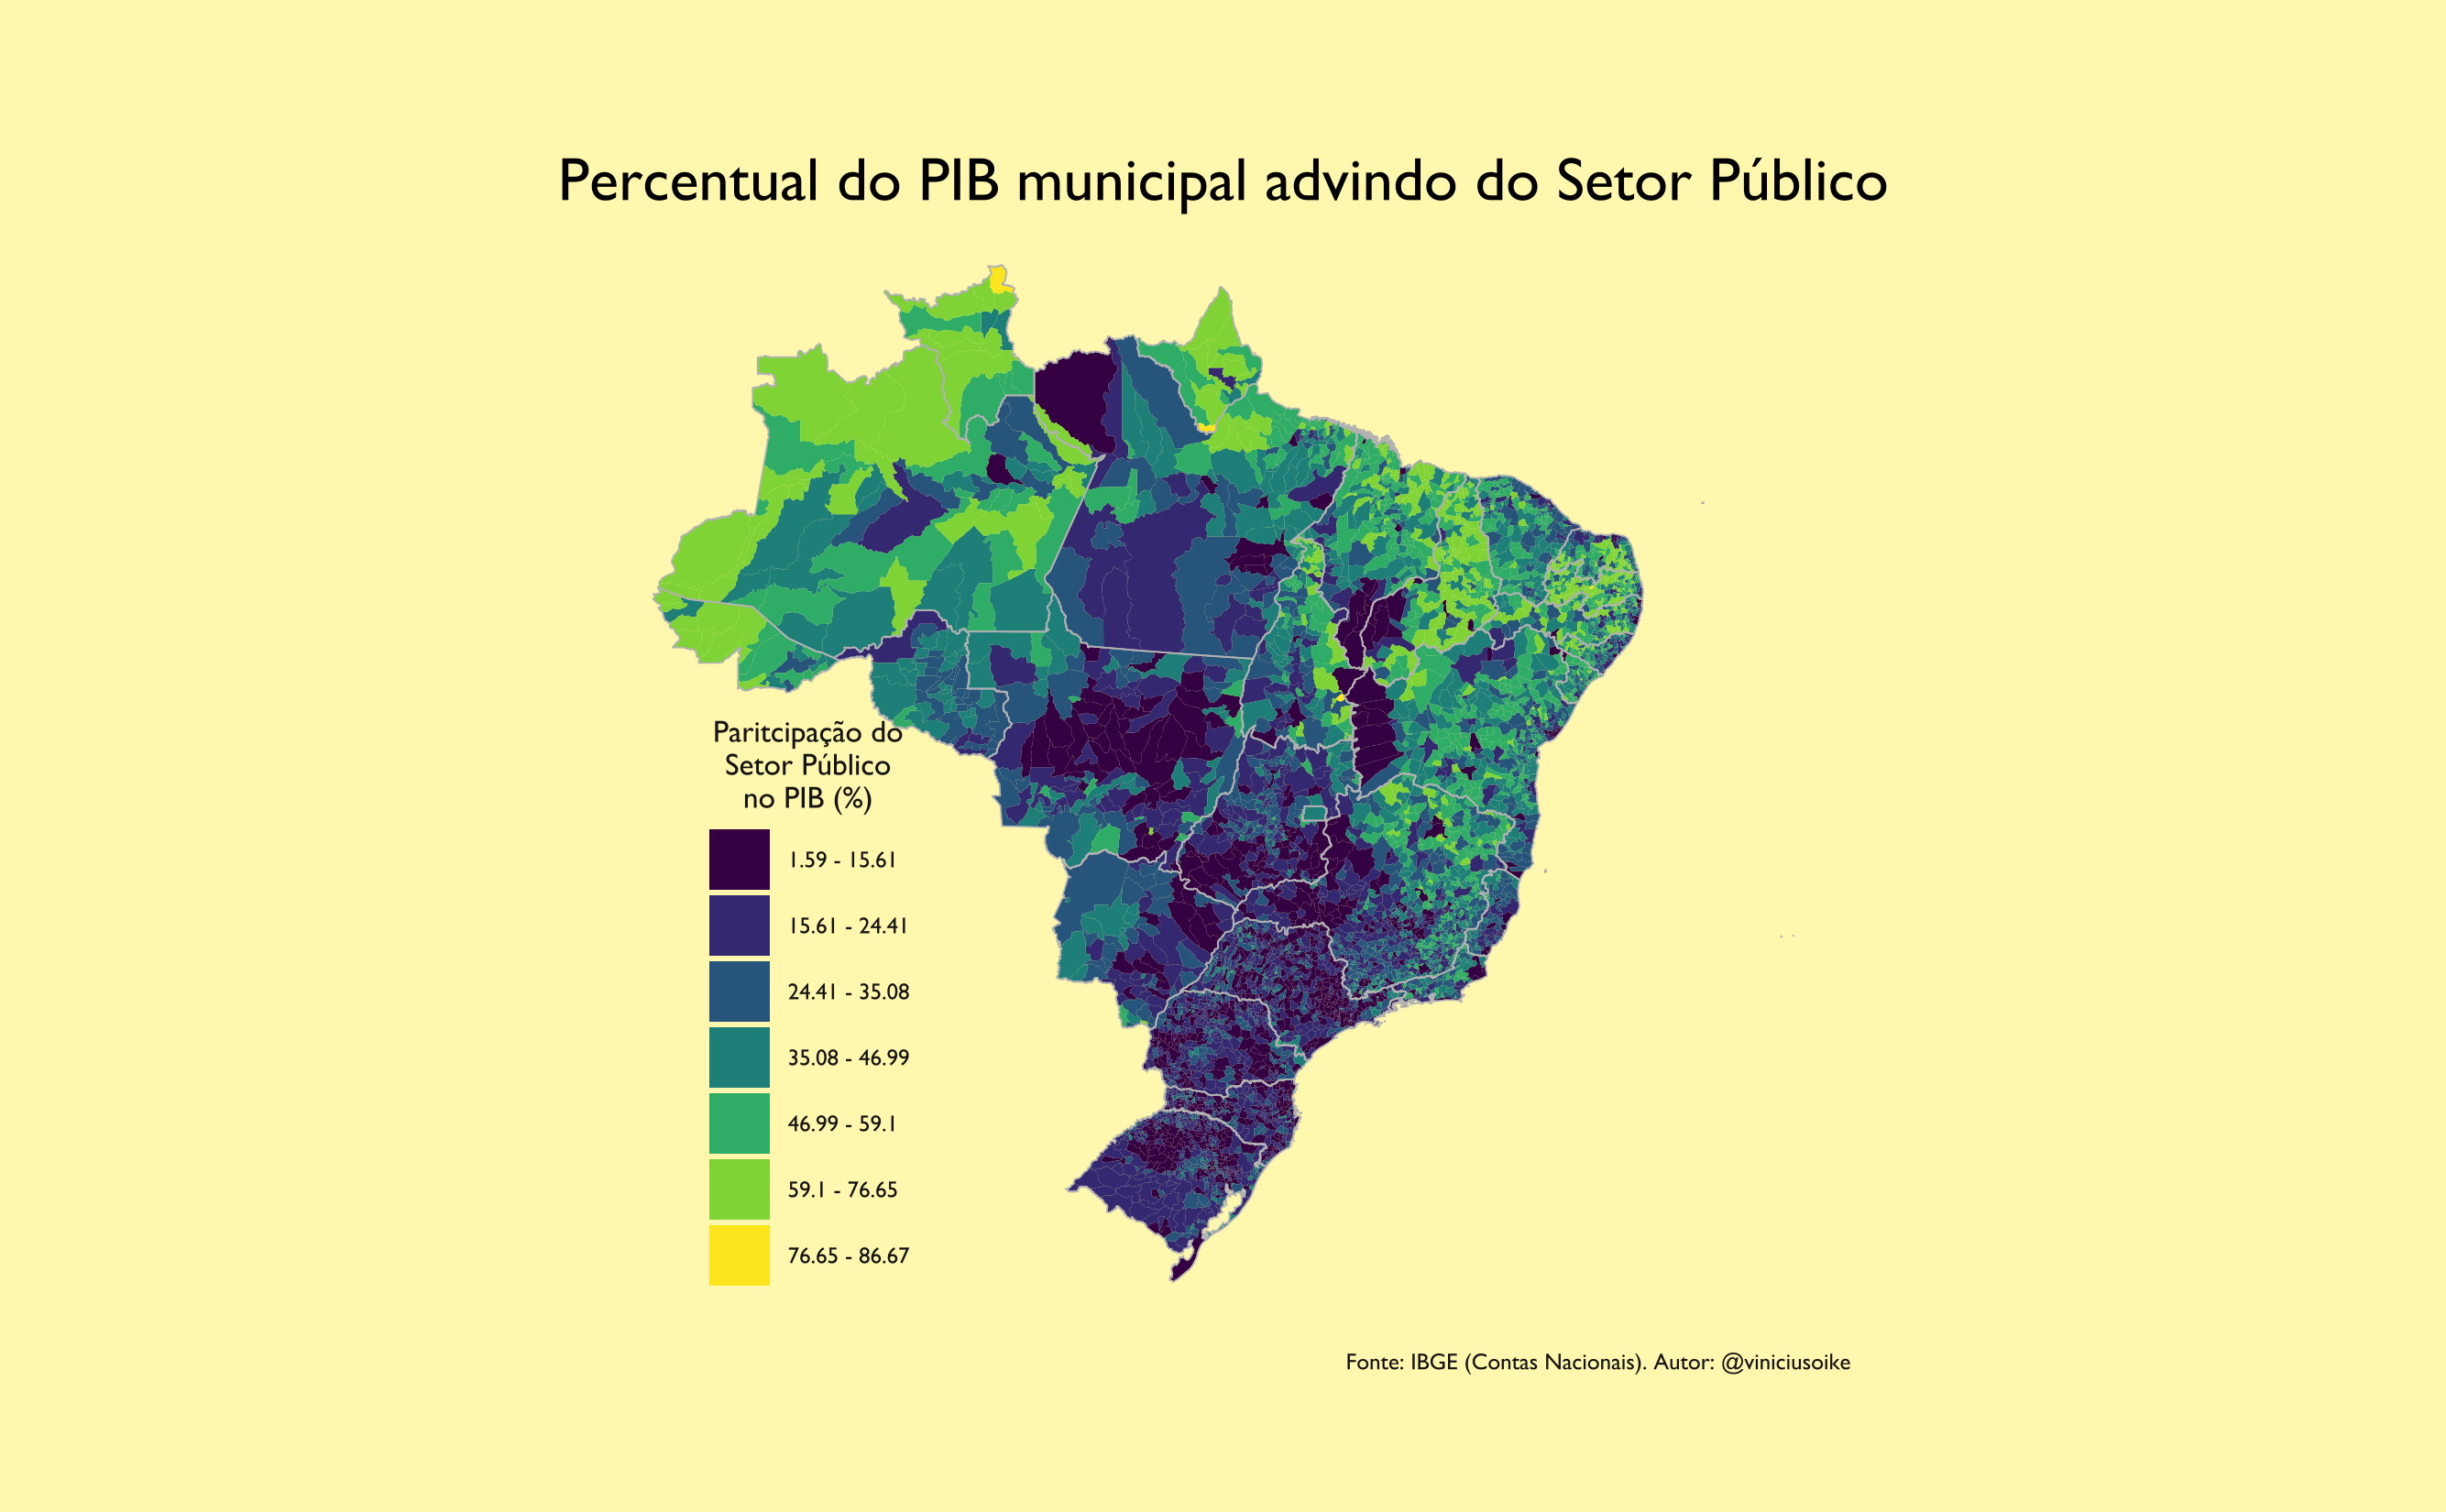 Percentual do PIB municipal advindo do Setor Público
Paritcipação do
Setor Público
no PIB (%)
1.59 - 15.61
15.61 - 24.41
24.41 - 35.08
35.08 - 46.99
46.99 - 59.1
59.1 - 76.65
76.65 - 86.67
Fonte: IBGE (Contas Nacionais). Autor: @viniciusoike